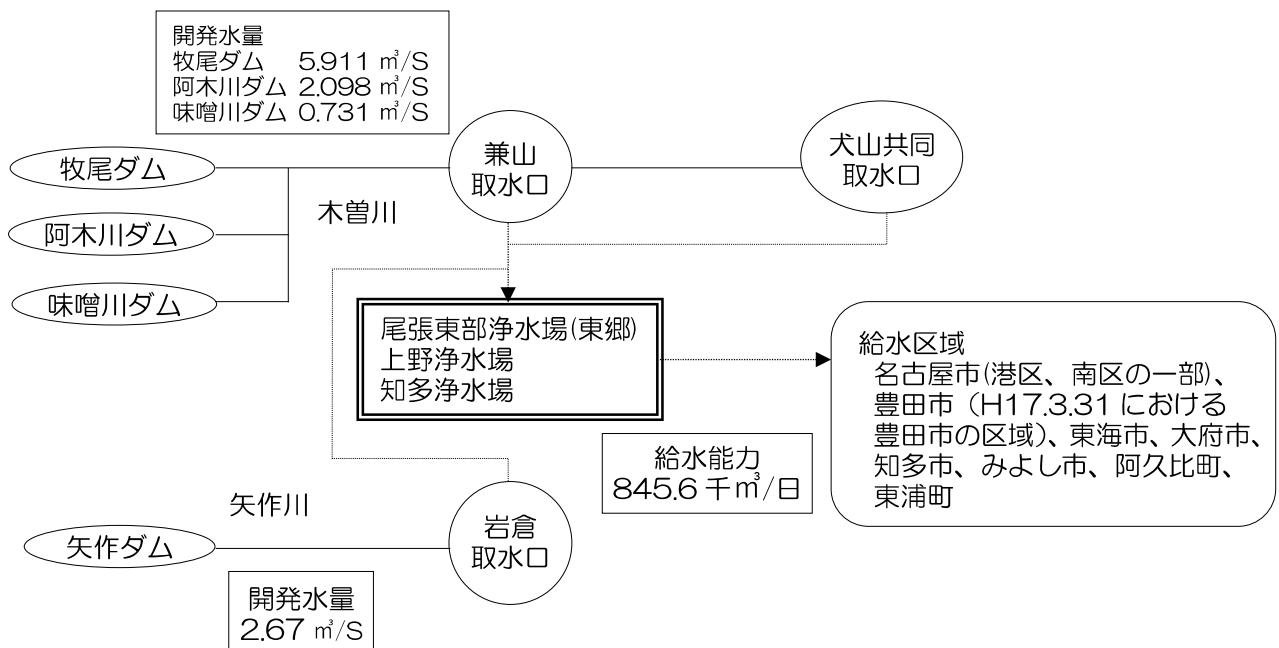 開発水量
牧尾ダム 5.911 ㎥/S
阿木川ダム 2.098 ㎥/S
味噌川ダム 0.731 ㎥/S
牧尾ダム
阿木川ダム
味噌川ダム
木曽川
兼山
取水口
犬山共同
取水口
尾張東部浄水場(東郷)
上野浄水場
知多浄水場
給水区域
名古屋市(港区、南区の一部)、
豊田市（H17.3.31 における
豊田市の区域)、東海市、大府市、
知多市、みよし市、阿久比町、
東浦町
給水能力
845.6 千㎥/日
矢作川
矢作ダム
岩倉
取水口
開発水量
2.67 ㎥/S